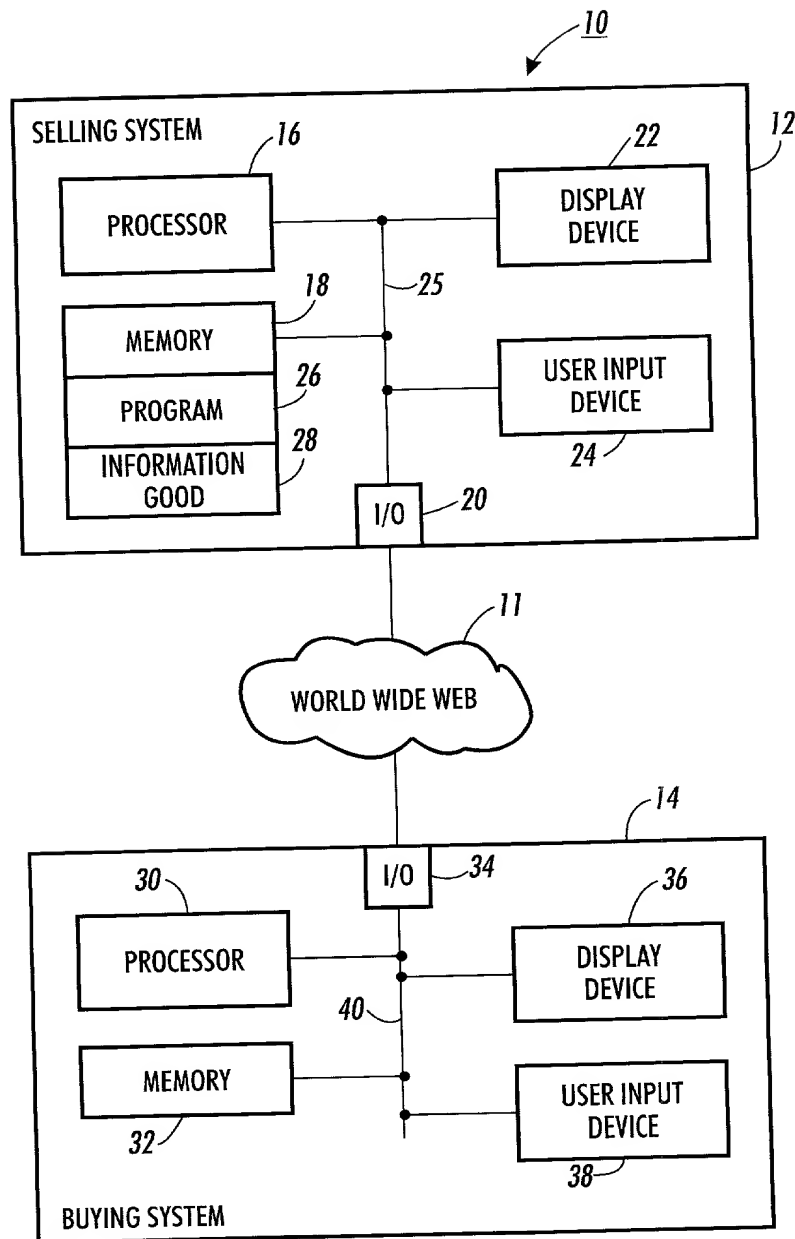 10
SELLING SYSTEM
12
16
22
PROCESSOR
DISPLAY
DEVICE
25
18
MEMORY
26
PROGRAM
28
INFORMATION
GOOD
USER INPUT
DEVICE
24
I/O
20
11
WORLD WIDE WEB
14
I/O
34
30
36
PROCESSOR
DISPLAY
DEVICE
40
MEMORY
32
USER INPUT
DEVICE
38
BUYING SYSTEM